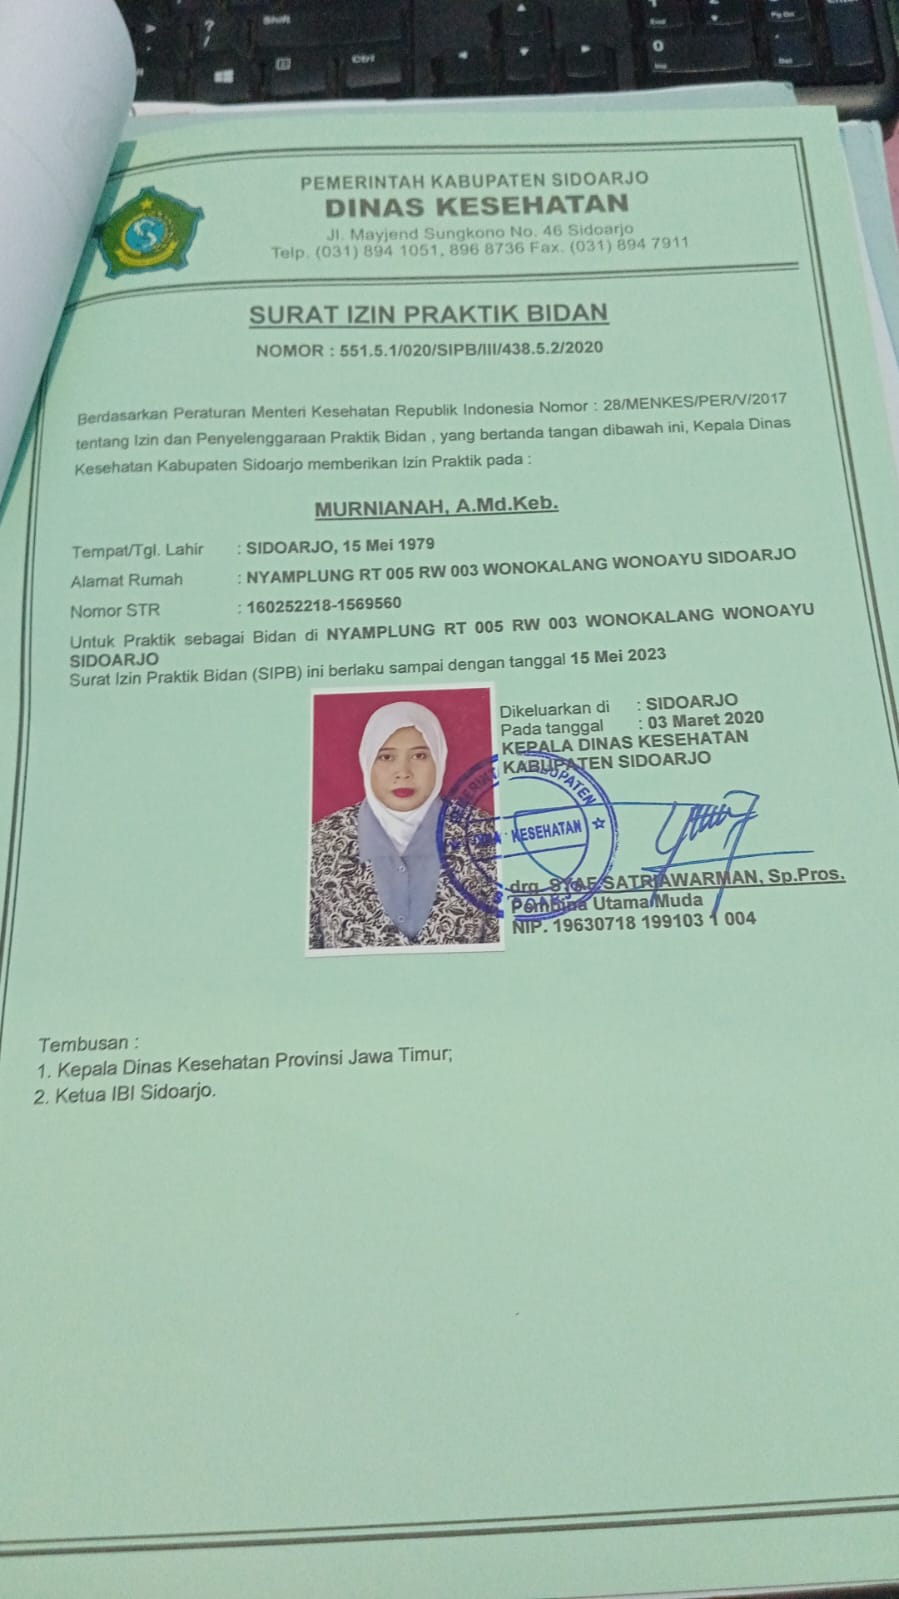 PEMERINTAH KABUPATEN SIDOARJO
DINAS KESEHATAN
Jl. Mayjend Sungkono No. 46 Sidoarjo
Telp. (031) 894 1051, 896 8736 Fax. (031) 894 7911
SURAT IZIN PRAKTIK BIDAN
NOMOR : 551.5.1/020/SIPB/III/438.5.2/2020
Berdasarkan Peraturan Menteri Kesehatan Republik Indonesia Nomor : 28/MENKES/PER/V/2017
tentang Izin dan Penyelenggaraan Praktik Bidan , yang bertanda tangan dibawah ini, Kepala Dinas
Kesehatan Kabupaten Sidoarjo memberikan Izin Praktik pada :
MURNIANAH, A.Md.Keb.
Tempat/Tgl. Lahir : SIDOARJO, 15 Mei 1979
Alamat Rumah : NYAMPLUNG RT 005 RW 003 WONOKALANG WONOAYU SIDOARJO
Nomor STR : 160252218-1569560
Untuk Praktik sebagai Bidan di NYAMPLUNG RT 005 RW 003 WONOKALANG WONOAYU
SIDOARJO
Surat Izin Praktik Bidan (SIPB) ini berlaku sampai dengan tanggal 15 Mei 2023
Dikeluarkan di : SIDOARJO
Pada tanggal : 03 Maret 2020
KEPALA DINAS KESEHATAN
KABUPATEN SIDOARJO
KABUPATEN
KESEHATAN
drg. SATRIAWARMAN, Sp.Pros.
Pembina Utama Muda
NIP. 19630718 199103 1 004
Tembusan :
1. Kepala Dinas Kesehatan Provinsi Jawa Timur;
2. Ketua IBI Sidoarjo.
Shift
?
/
Ctrl
End
0
Ins
Pg Dn
Del